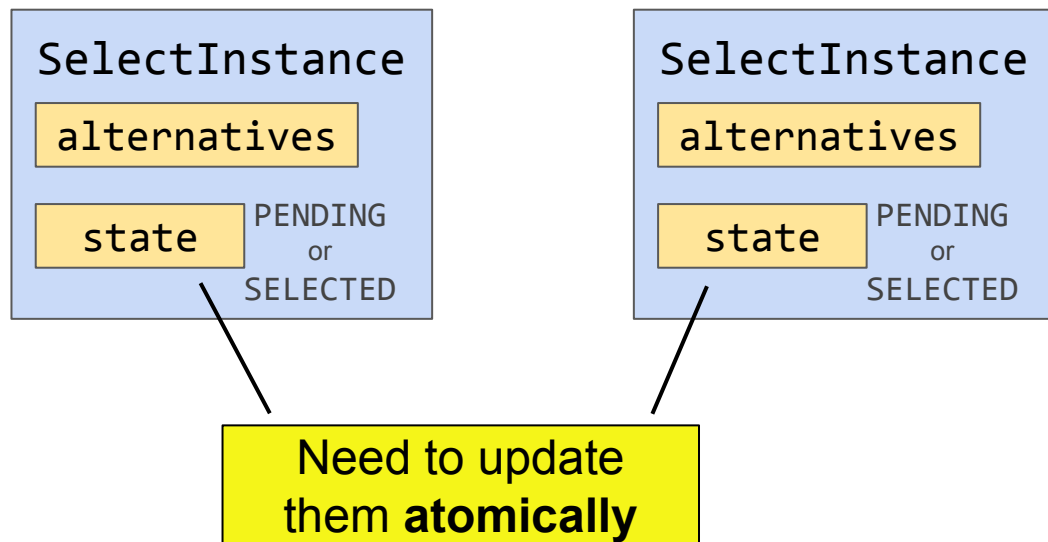 SelectInstance
alternatives
state
PENDING
or
SELECTED
SelectInstance
alternatives
state
PENDING
or
SELECTED
Need to update
them atomically